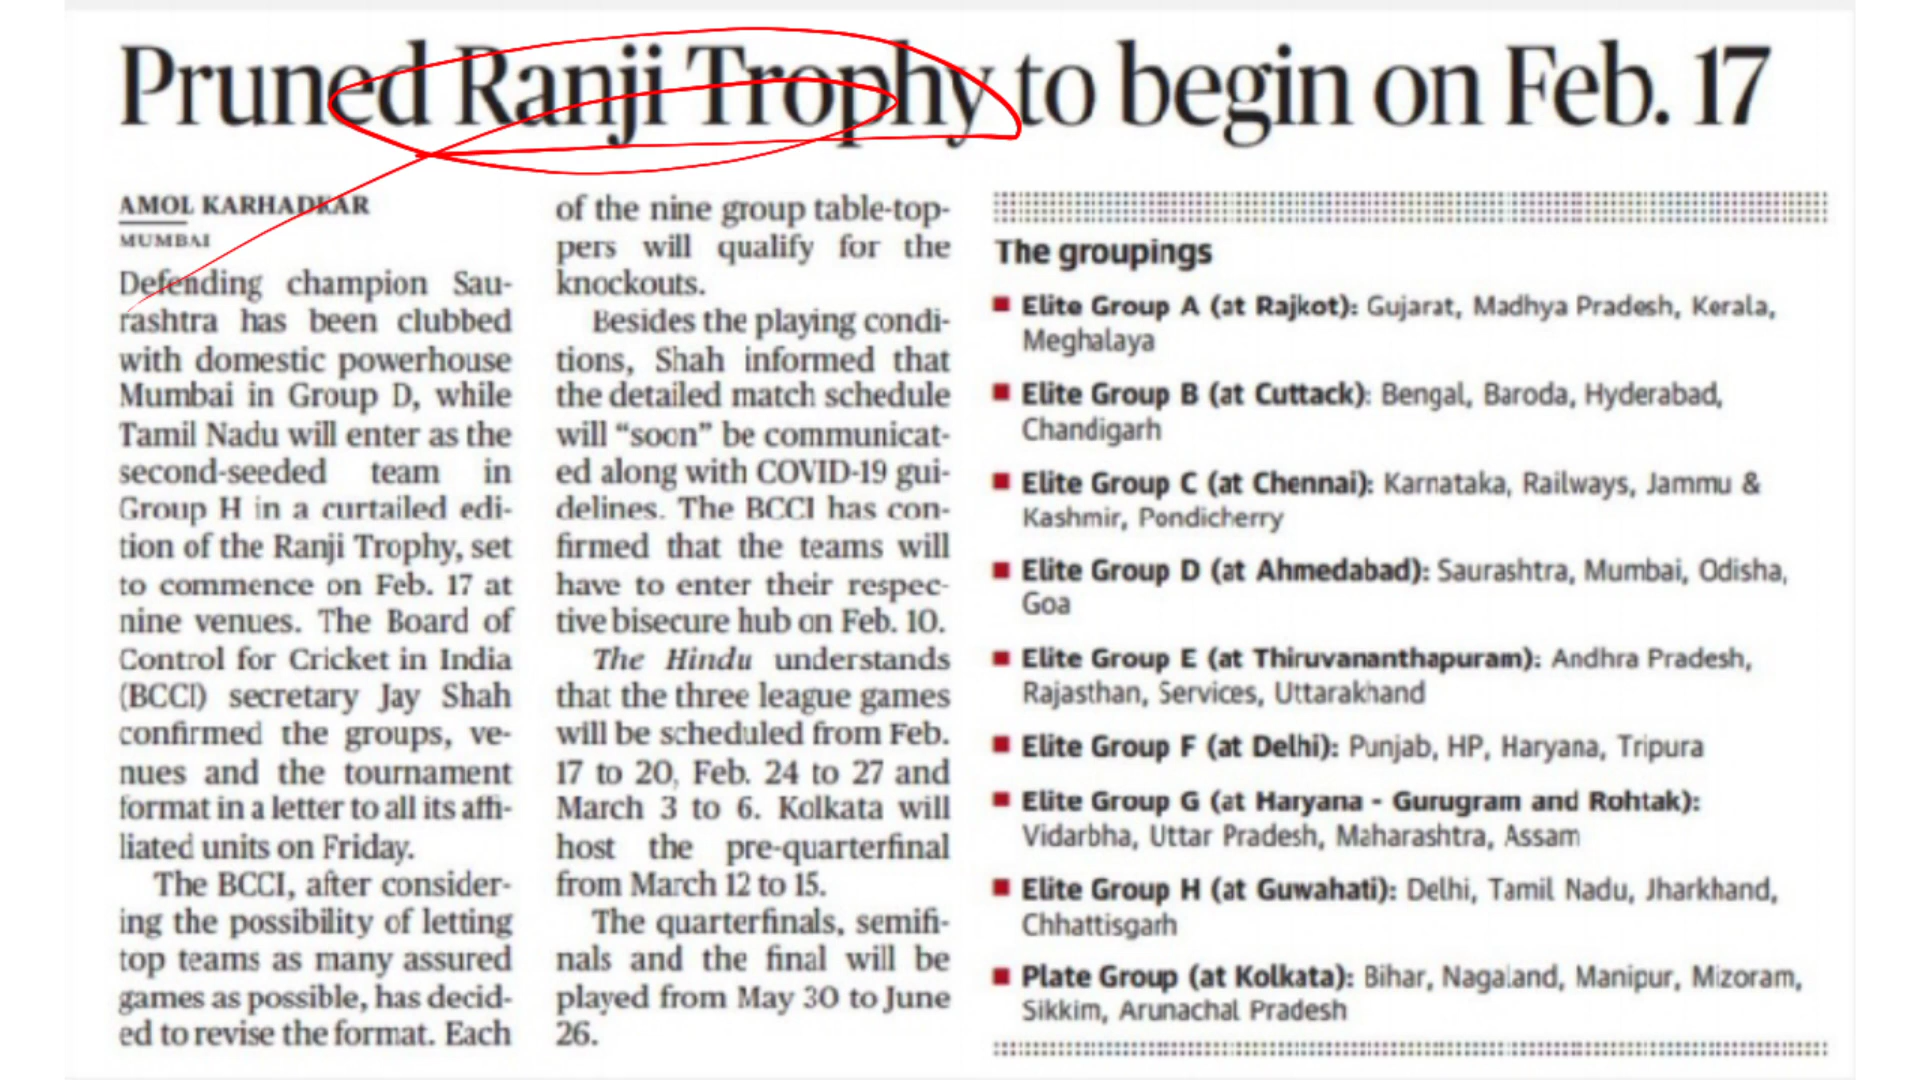 Pruned Ranji Trophy to begin on Feb. 17
AMOL KARHADKAR
MUMBAI
Defending champion Sau-
rashtra has been clubbed
with domestic powerhouse
Mumbai in Group D, while
Tamil Nadu will enter as the
second-seeded team in
Group H in a curtailed edi-
tion of the Ranji Trophy, set
to commence on Feb. 17 at
nine venues. The Board of
Control for Cricket in India
(BCCI) secretary Jay Shah
confirmed the groups, ve-
nues and the tournament
format in a letter to all its affi-
liated units on Friday.
The BCCI, after consider-
ing the possibility of letting
top teams as many assured
games as possible, has decid-
ed to revise the format. Each
of the nine group table-top-
pers will qualify for the
knockouts.
Besides the playing condi-
tions, Shah informed that
the detailed match schedule
will “soon” be communicat-
ed along with COVID-19 gui-
delines. The BCCI has con-
firmed that the teams will
have to enter their respec-
tive bisecure hub on Feb. 10.
The Hindu understands
that the three league games
will be scheduled from Feb.
17 to 20, Feb. 24 to 27 and
March 3 to 6. Kolkata will
host the pre-quarterfinal
from March 12 to 15.
The quarterfinals, semifi-
nals and the final will be
played from May 30 to June
26.
The groupings
Elite Group A (at Rajkot): Gujarat, Madhya Pradesh, Kerala,
Meghalaya
Elite Group B (at Cuttack): Bengal, Baroda, Hyderabad,
Chandigarh
Elite Group C (at Chennai): Karnataka, Railways, Jammu &
Kashmir, Pondicherry
Elite Group D (at Ahmedabad): Saurashtra, Mumbai, Odisha,
Goa
Elite Group E (at Thiruvananthapuram): Andhra Pradesh,
Rajasthan, Services, Uttarakhand
Elite Group F (at Delhi): Punjab, HP, Haryana, Tripura
Elite Group G (at Haryana - Gurugram and Rohtak):
Vidarbha, Uttar Pradesh, Maharashtra, Assam
Elite Group H (at Guwahati): Delhi, Tamil Nadu, Jharkhand,
Chhattisgarh
Plate Group (at Kolkata): Bihar, Nagaland, Manipur, Mizoram,
Sikkim, Arunachal Pradesh